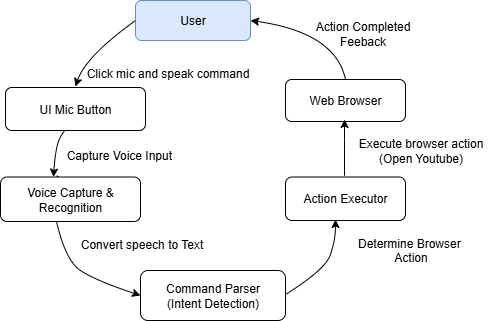 User
Action Completed
Feeback
Click mic and speak command
UI Mic Button
Web Browser
Capture Voice Input
Execute browser action
(Open Youtube)
Voice Capture &
Recognition
Action Executor
Convert speech to Text
Determine Browser
Action
Command Parser
(Intent Detection)